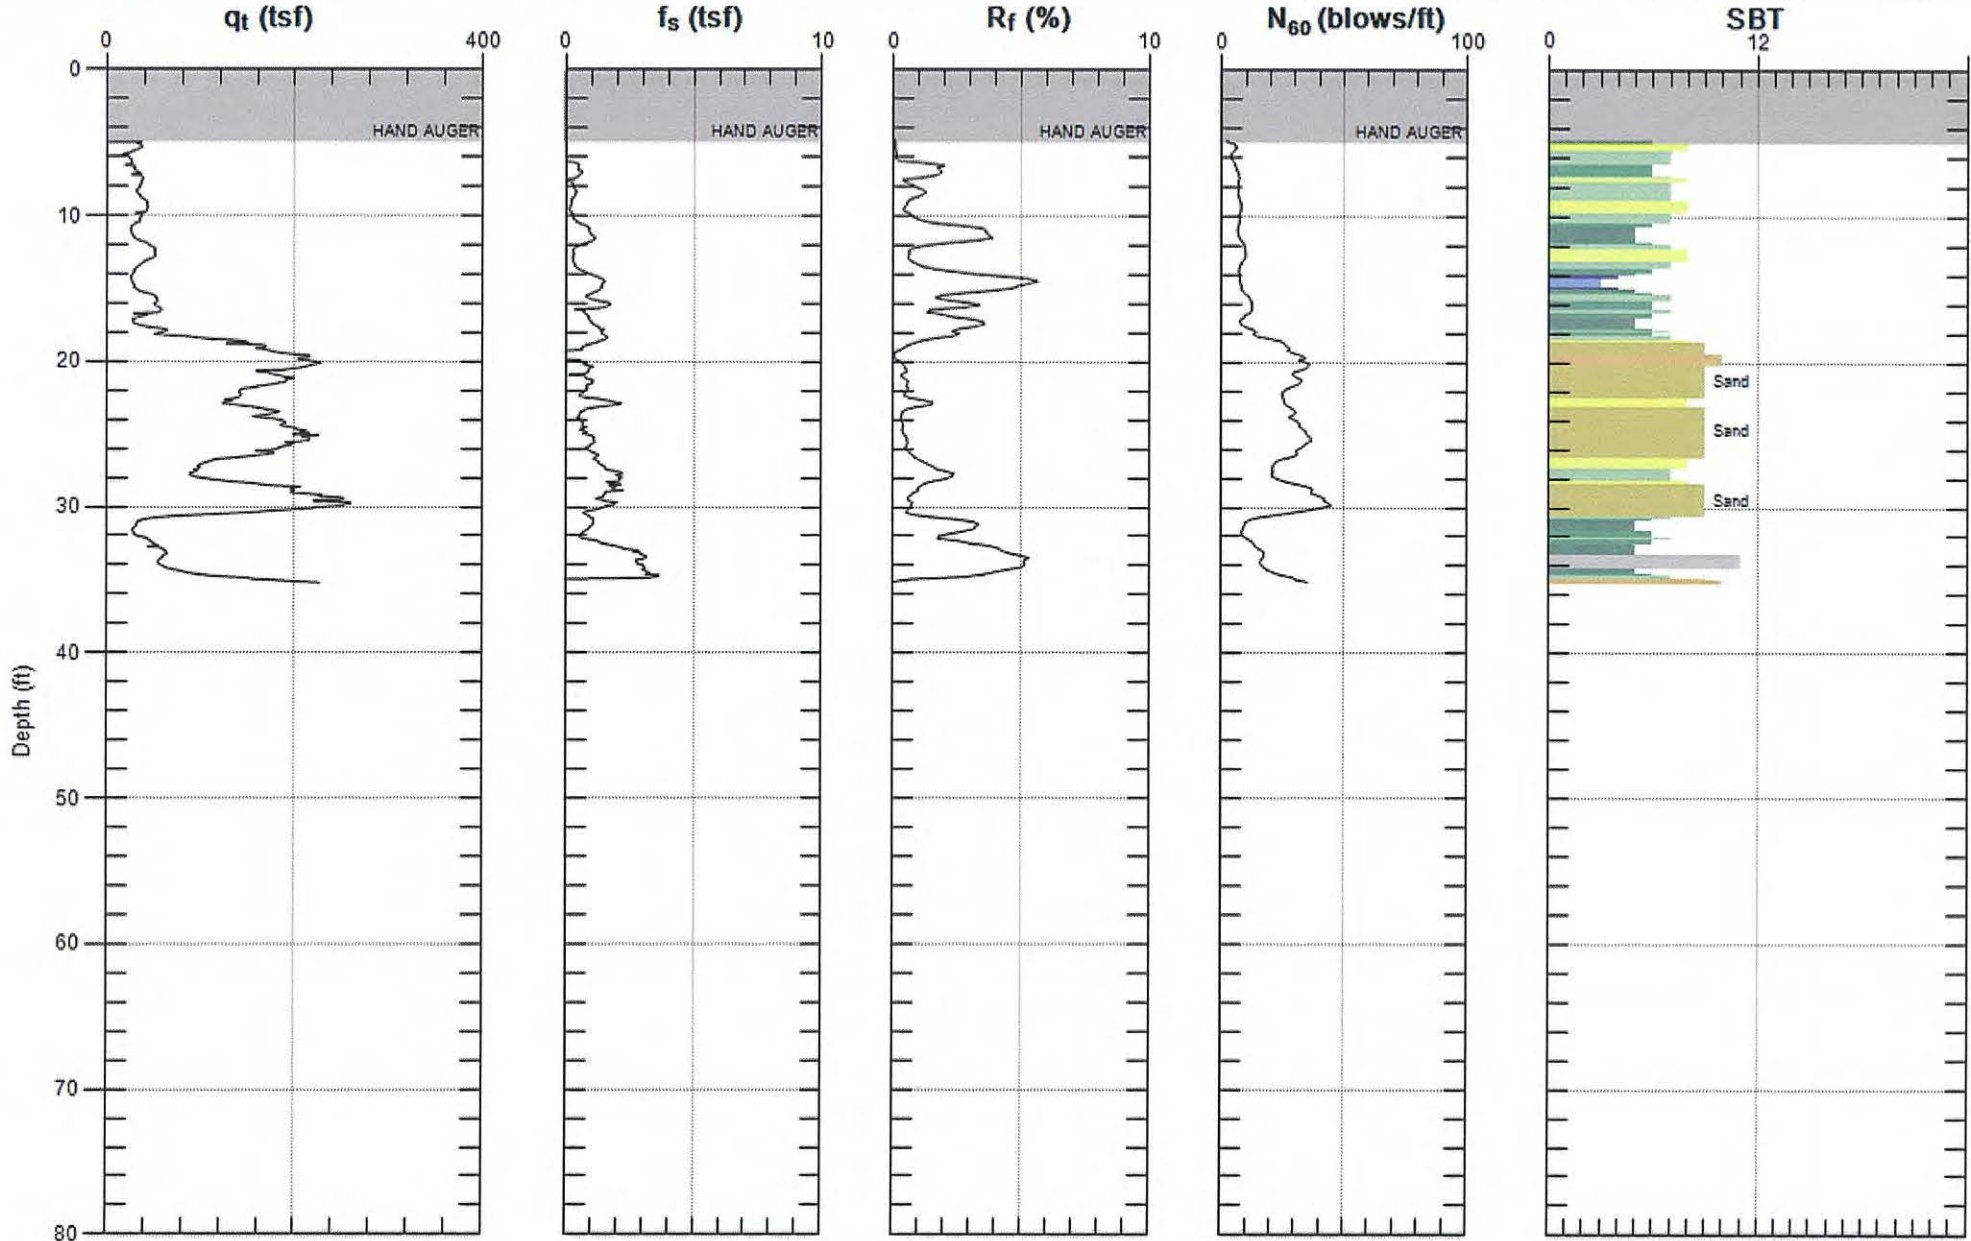 qt (tsf) fs (tsf) Rf (%) N60 (blows/ft) SBT
0 400 0 10 0 10 0 100 0 12
0
HAND AUGER HAND AUGER HAND AUGER HAND AUGER
10
20
Sand
Sand
30
Sand
40
Depth (ft)
50
60
70
80